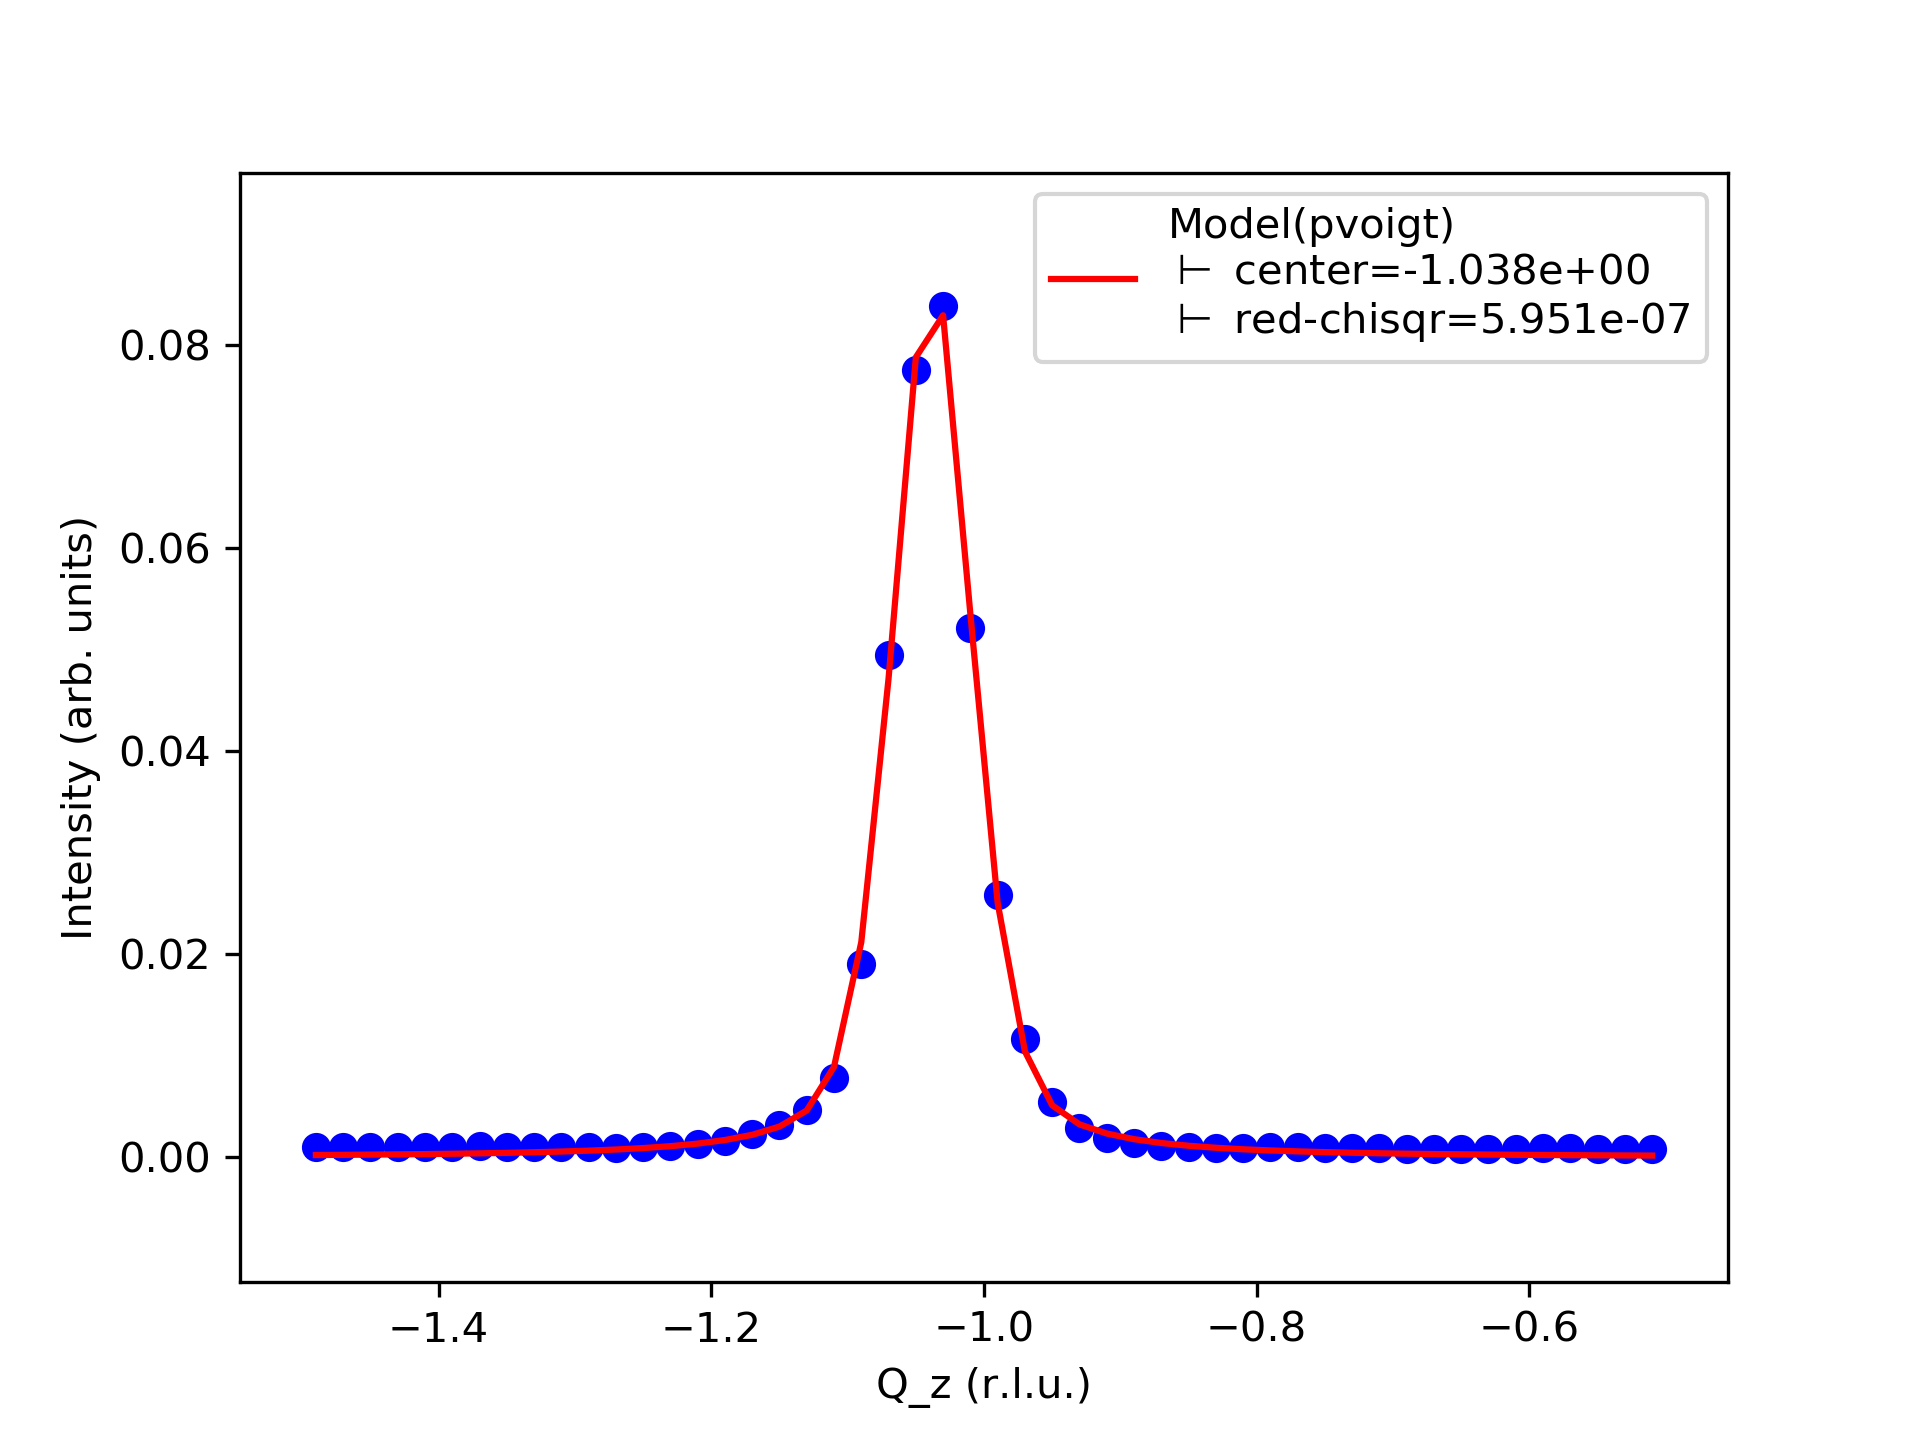 Model(pvoigt)
⊢ center=-1.038e+00
⊢ red-chisqr=5.951e-07
Intensity (arb. units)
0.08
0.06
0.04
0.02
0.00
−1.4 −1.2 −1.0 −0.8 −0.6
Q_z (r.l.u.)